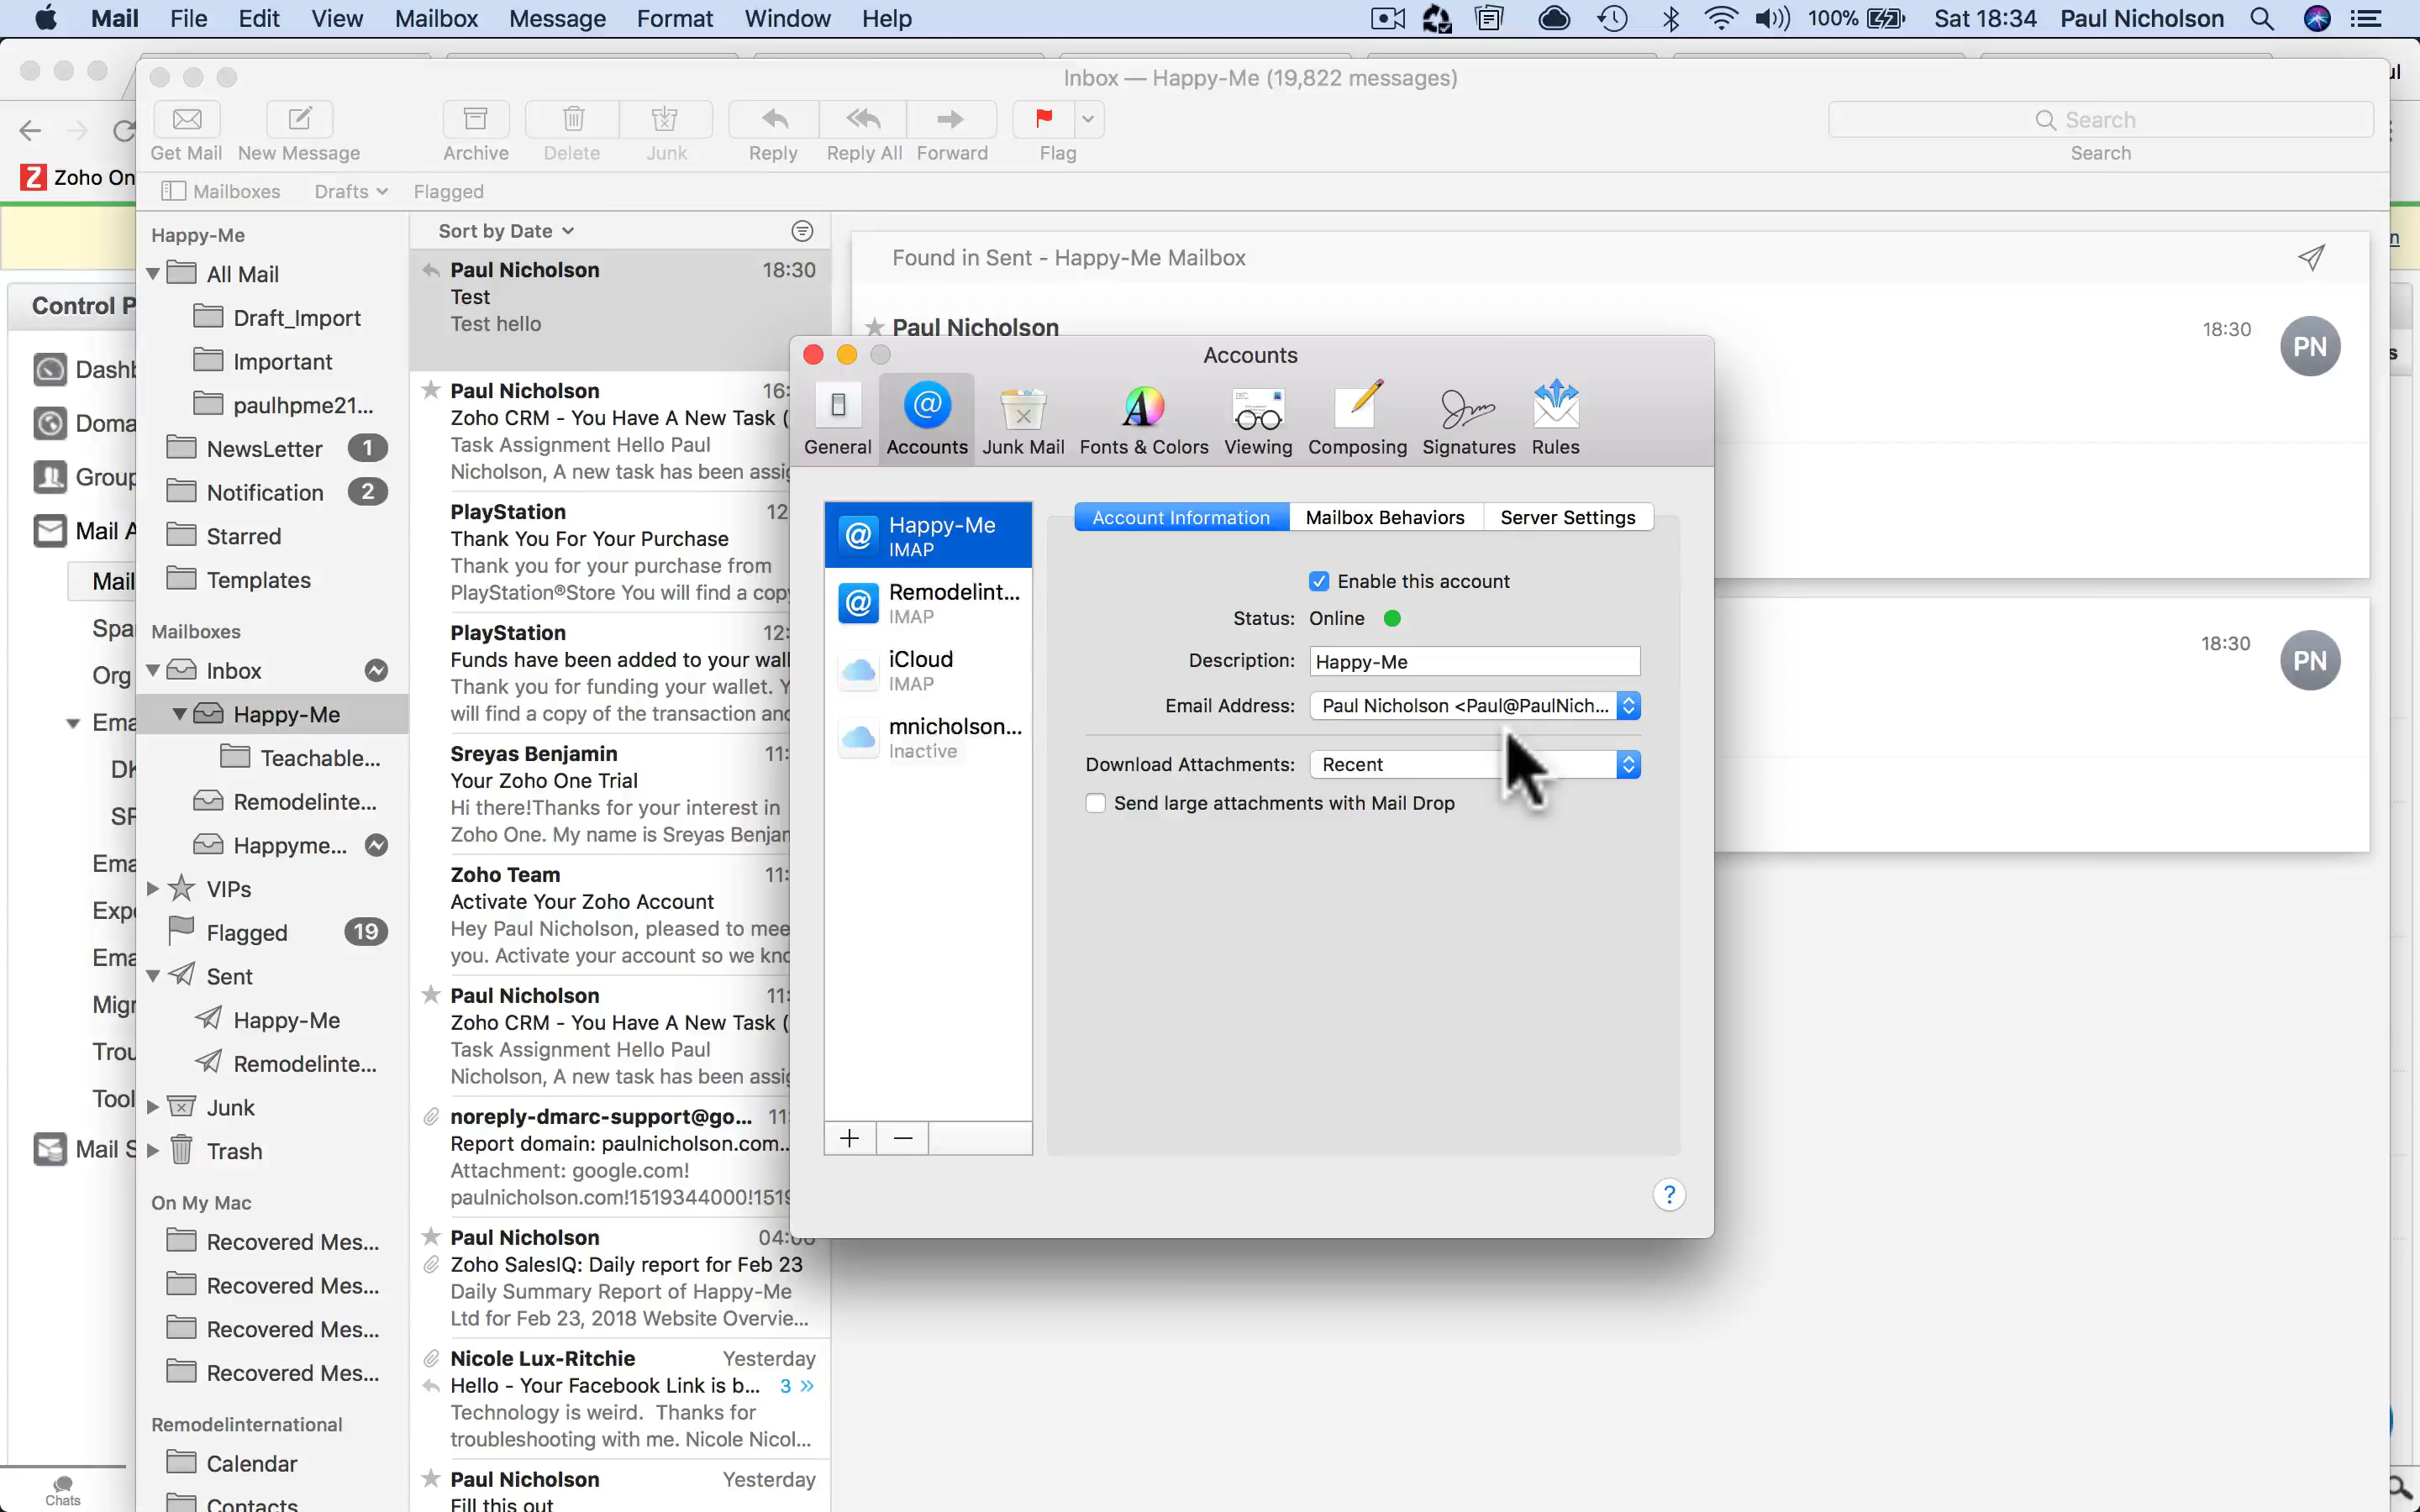 Mail File Edit View Mailbox Message Format Window Help 100% Sat 18:34 Paul Nicholson
Inbox — Happy-Me (19,822 messages)
Get Mail New Message Archive Delete Junk Reply Reply All Forward Flag Search
Search
Zoho On
Mailboxes Drafts Flagged
Control P
Mail A
Mail
Org
Mail S
Chats
Happy-Me
All Mail
Draft_Import
Important
paulhpme21...
NewsLetter 1
Notification 2
Starred
Templates
Mailboxes
Inbox
Happy-Me
Teachable...
Remodelinte...
Happyme...
VIPs
Flagged 19
Sent
Happy-Me
Remodelinte...
Junk
Trash
On My Mac
Recovered Mes...
Recovered Mes...
Recovered Mes...
Recovered Mes...
Remodelinternational
Calendar
Contacts
Sort by Date
Paul Nicholson 18:30
Test
Test hello
Paul Nicholson 16:
Zoho CRM - You Have A New Task (
Task Assignment Hello Paul
Nicholson, A new task has been assig
PlayStation 12
Thank You For Your Purchase
Thank you for your purchase from
PlayStation®Store You will find a copy
PlayStation 12:
Funds have been added to your wall
Thank you for funding your wallet. Y
will find a copy of the transaction and
Sreyas Benjamin 11:
Your Zoho One Trial
Hi there!Thanks for your interest in
Zoho One. My name is Sreyas Benjan
Zoho Team 11:
Activate Your Zoho Account
Hey Paul Nicholson, pleased to mee
you. Activate your account so we kno
Paul Nicholson 11:
Zoho CRM - You Have A New Task (
Task Assignment Hello Paul
Nicholson, A new task has been assig
noreply-dmarc-support@go... 11:
Report domain: paulnicholson.com...
Attachment: google.com!
paulnicholson.com!1519344000!1519
Paul Nicholson
Zoho SalesIQ: Daily report for Feb 23
Daily Summary Report of Happy-Me
Ltd for Feb 23, 2018 Website Overvie...
Nicole Lux-Ritchie Yesterday
Hello - Your Facebook Link is b... 3 »
Technology is weird. Thanks for
troubleshooting with me. Nicole Nicol...
Paul Nicholson Yesterday
Fill this out
Found in Sent - Happy-Me Mailbox
Paul Nicholson 18:30 PN
18:30 PN
Accounts
General Accounts Junk Mail Fonts & Colors Viewing Composing Signatures Rules
Happy-Me
IMAP
Remodelint...
IMAP
iCloud
IMAP
mnicholson...
Inactive
+ −
Account Information Mailbox Behaviors Server Settings
Enable this account
Status: Online
Description: Happy-Me
Email Address: Paul Nicholson <Paul@PaulNich...
Download Attachments: Recent
Send large attachments with Mail Drop
?